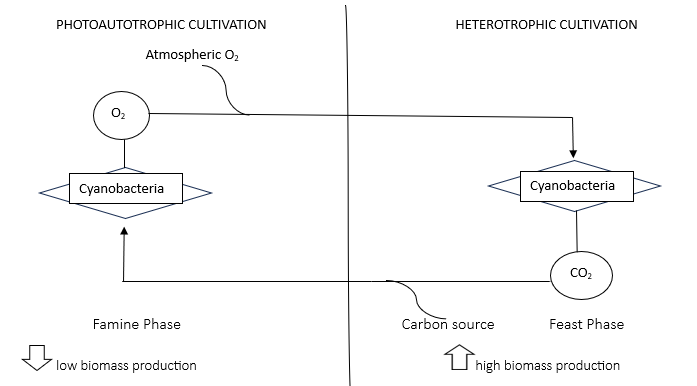 PHOTOAUTOTROPHIC CULTIVATION
HETEROTROPHIC CULTIVATION
Atmospheric O₂
O₂
Cyanobacteria
Cyanobacteria
CO₂
Famine Phase
Carbon source
Feast Phase
low biomass production
high biomass production